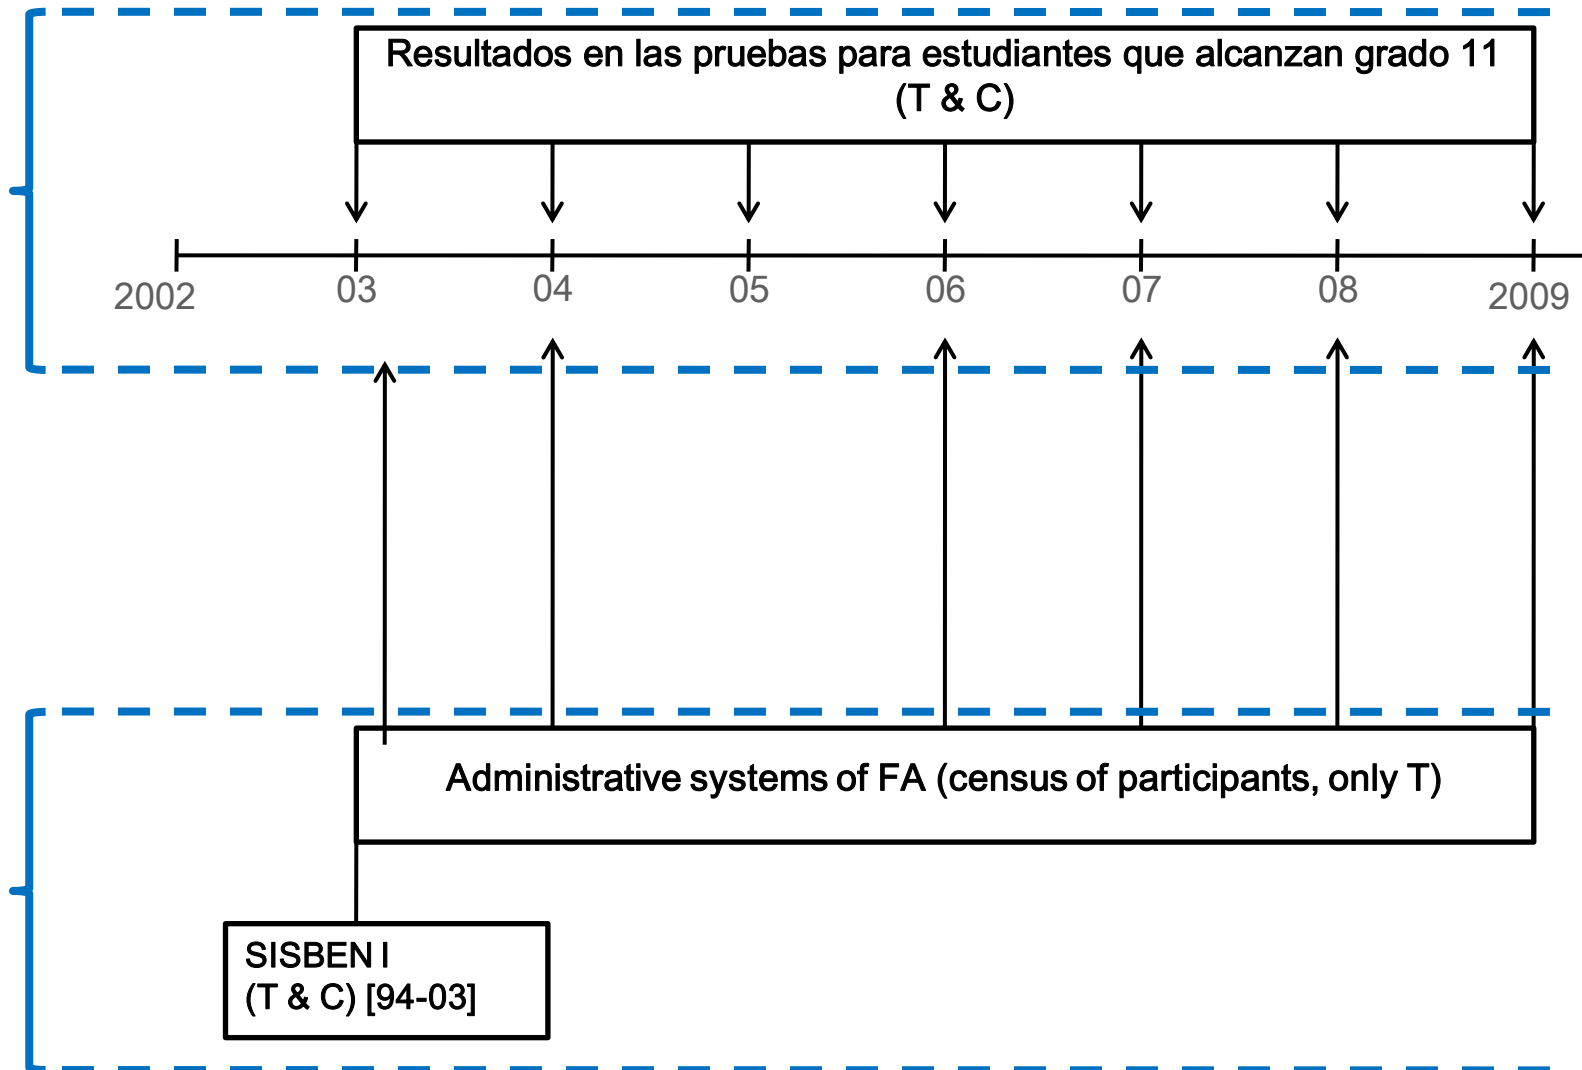 Resultados en las pruebas para estudiantes que alcanzan grado 11
(T & C)
2002 03 04 05 06 07 08 2009
Administrative systems of FA (census of participants, only T)
SISBEN I
(T & C) [94-03]